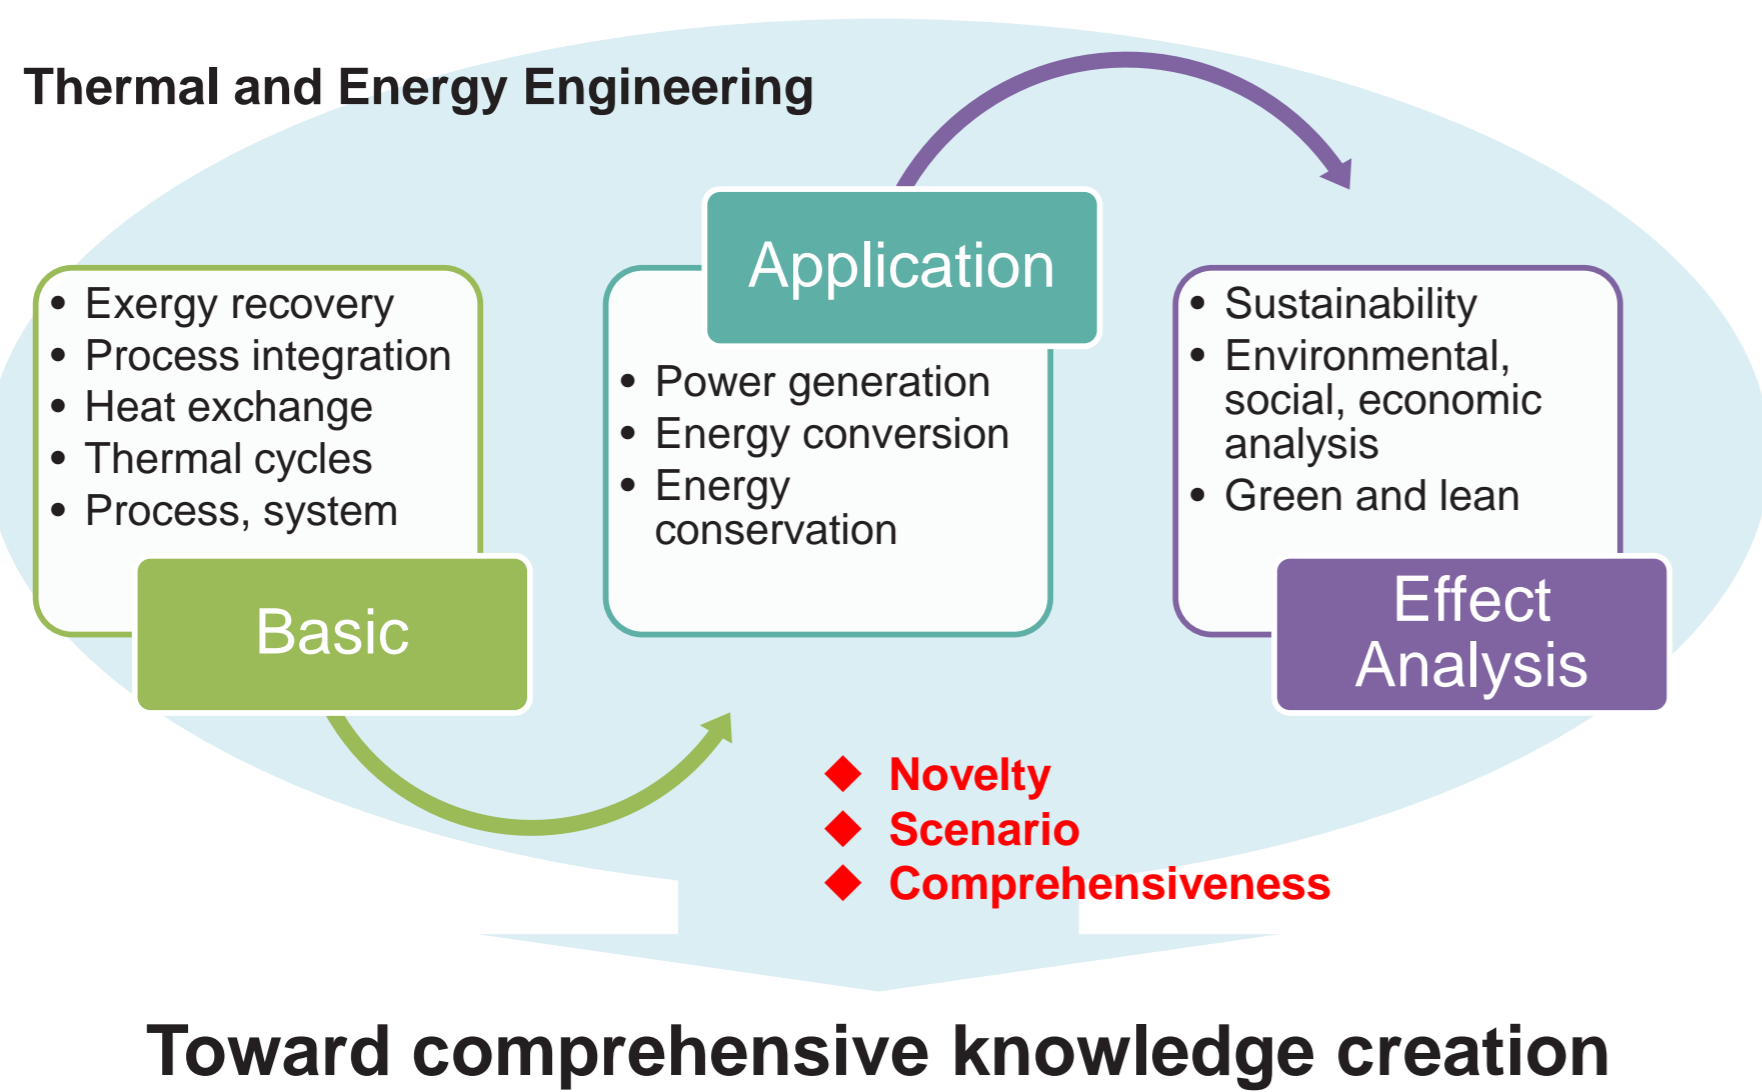 Thermal and Energy Engineering
• Exergy recovery
• Process integration
• Heat exchange
• Thermal cycles
• Process, system
Basic
Application
• Power generation
• Energy conversion
• Energy
conservation
• Sustainability
• Environmental,
social, economic
analysis
• Green and lean
Effect
Analysis
◆ Novelty
◆ Scenario
◆ Comprehensiveness
Toward comprehensive knowledge creation